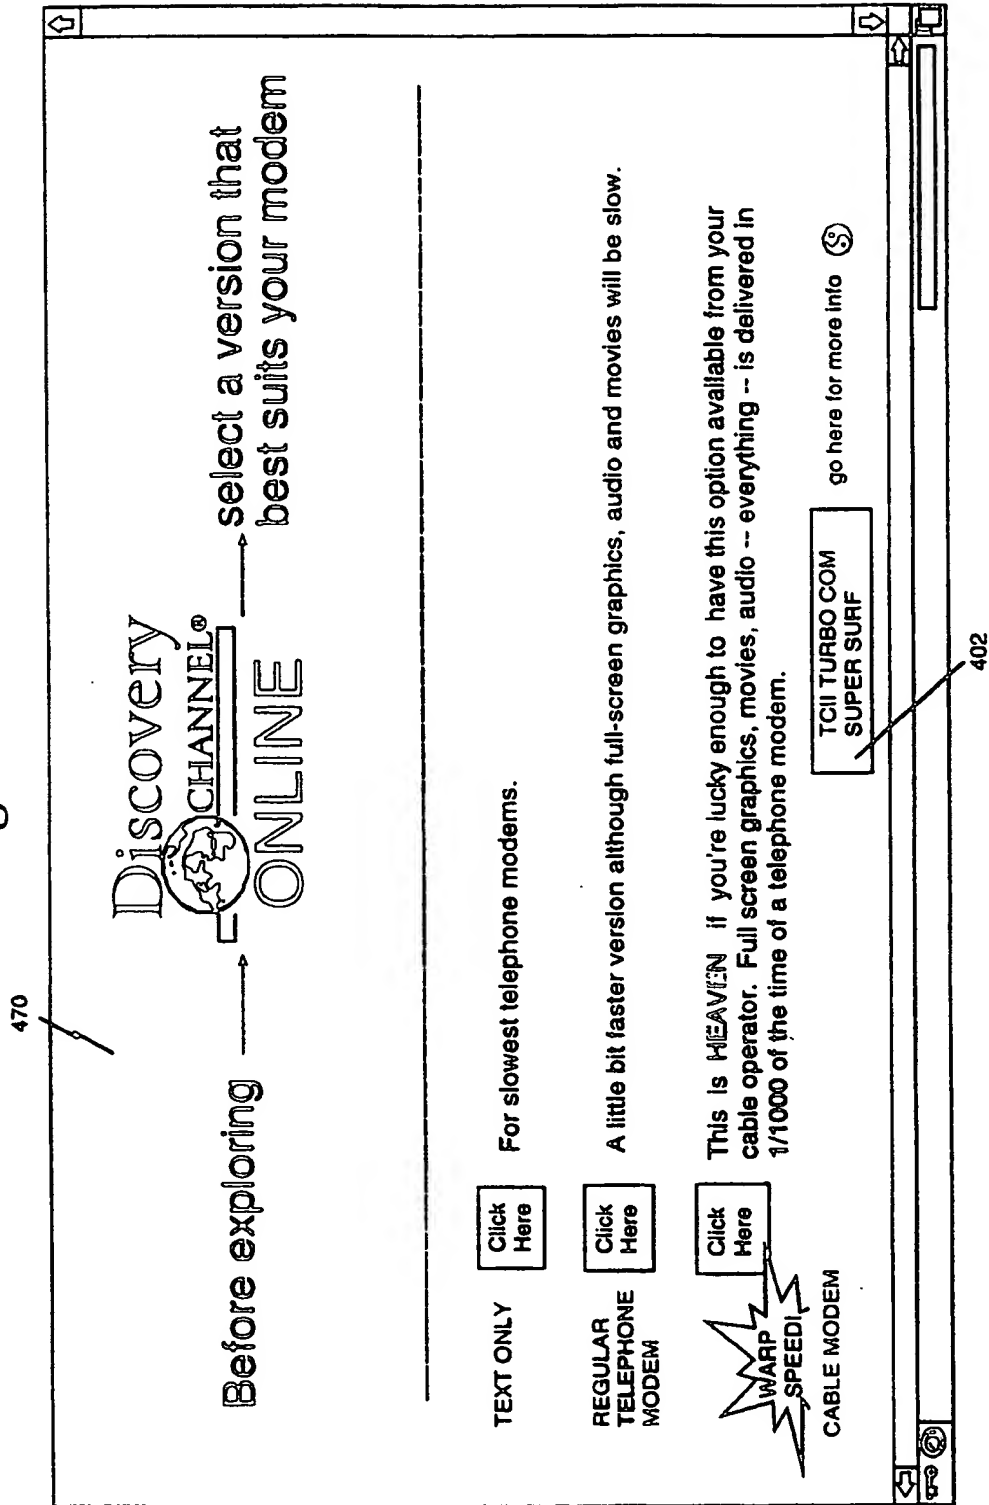 470
Before exploring
Discovery
CHANNEL®
ONLINE
select a version that
best suits your modem
TEXT ONLY
Click
Here
For slowest telephone modems.
REGULAR
TELEPHONE
MODEM
Click
Here
A little bit faster version although full-screen graphics, audio and movies will be slow.
WARP
SPEED!
CABLE MODEM
Click
Here
This is HEAVEN if you're lucky enough to have this option available from your
cable operator. Full screen graphics, movies, audio -- everything -- is delivered in
1/1000 of the time of a telephone modem.
TCII TURBO COM
SUPER SURF
go here for more info
402